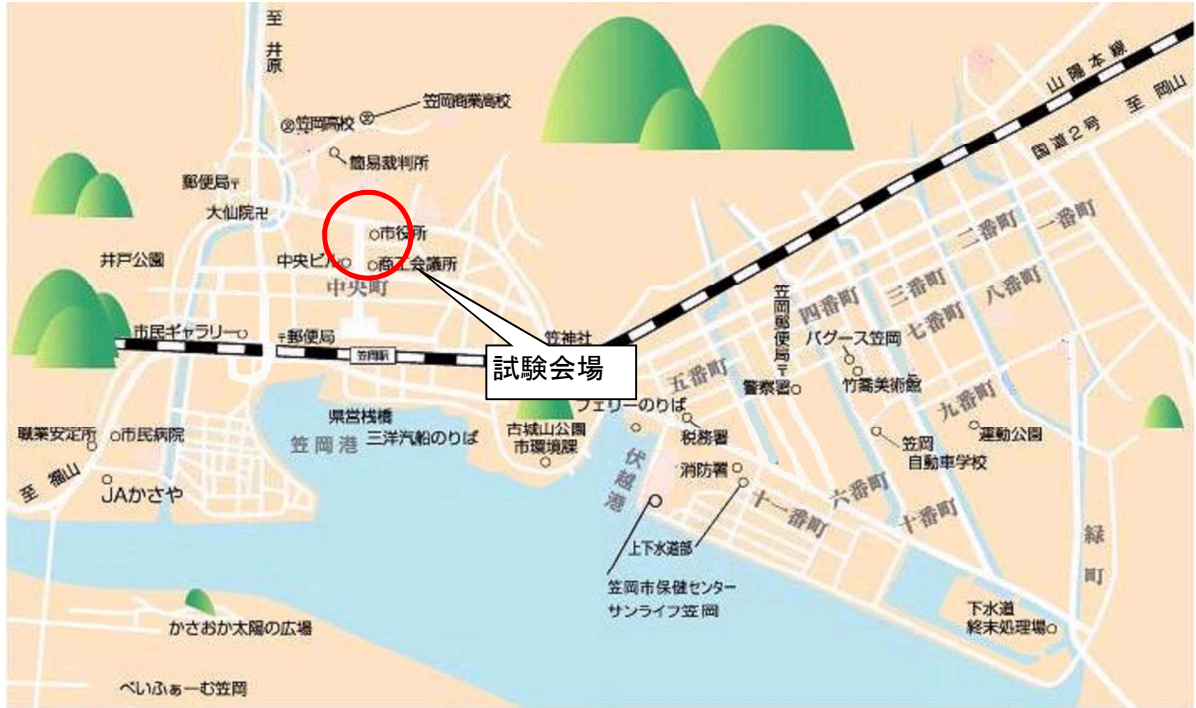 至
井
原
笠岡商業高校
笠岡高校
簡易裁判所
郵便局〒
大仙院卍
市役所
井戸公園
中央ビル
商工会議所
中央町
市民ギャラリー
〒郵便局
笠岡駅
笠神社
試験会場
山陽本線
至 岡山
国道2号
一番町
二番町
三番町
四番町
八番町
七番町
笠岡郵便局〒
バグース笠岡
五番町
警察署
竹喬美術館
九番町
運動公園
フェリーのりば
税務署
笠岡
自動車学校
職業安定所
市民病院
県営桟橋
三洋汽船のりば
笠岡港
古城山公園
市環境課
伏越港
消防署
六番町
十一番町
十番町
至 福山
JAかさや
上下水道部
緑町
笠岡市保健センター
サンライフ笠岡
下水道
終末処理場
かさおか太陽の広場
べいふぁーむ笠岡